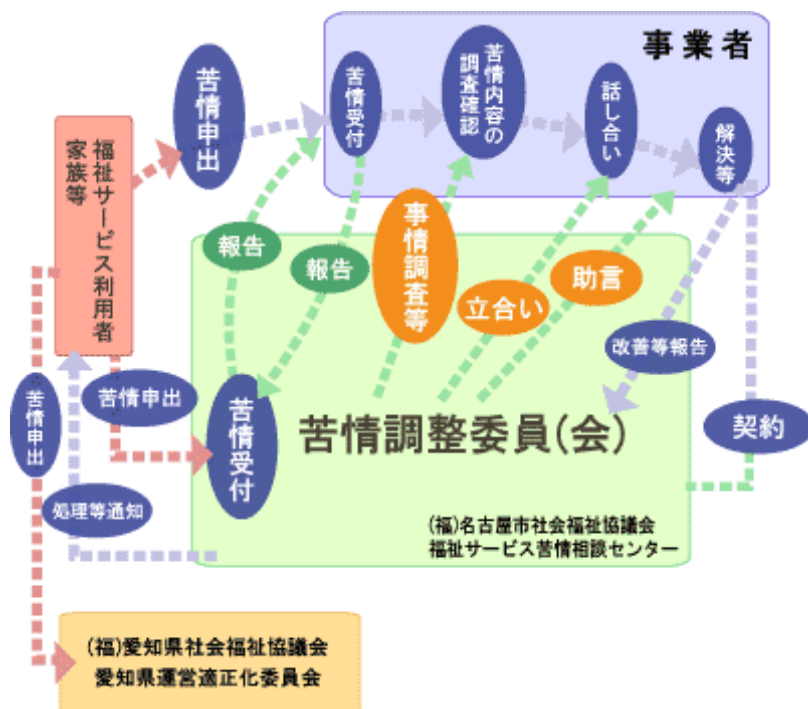 事業者
苦情申出
苦情受付
苦情内容の
調査確認
話し合い
解決等
福祉サービス利用者
家族等
報告
報告
事情調査等
立合い
助言
改善等報告
苦情申出
苦情申出
苦情受付
苦情調整委員(会)
契約
処理等通知
(福)名古屋市社会福祉協議会
福祉サービス苦情相談センター
(福)愛知県社会福祉協議会
愛知県運営適正化委員会